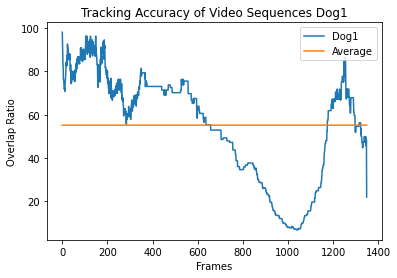 Tracking Accuracy of Video Sequences Dog1
Dog1
Average
Overlap Ratio
100
80
60
40
20
0
200
400
600
800
1000
1200
1400
Frames